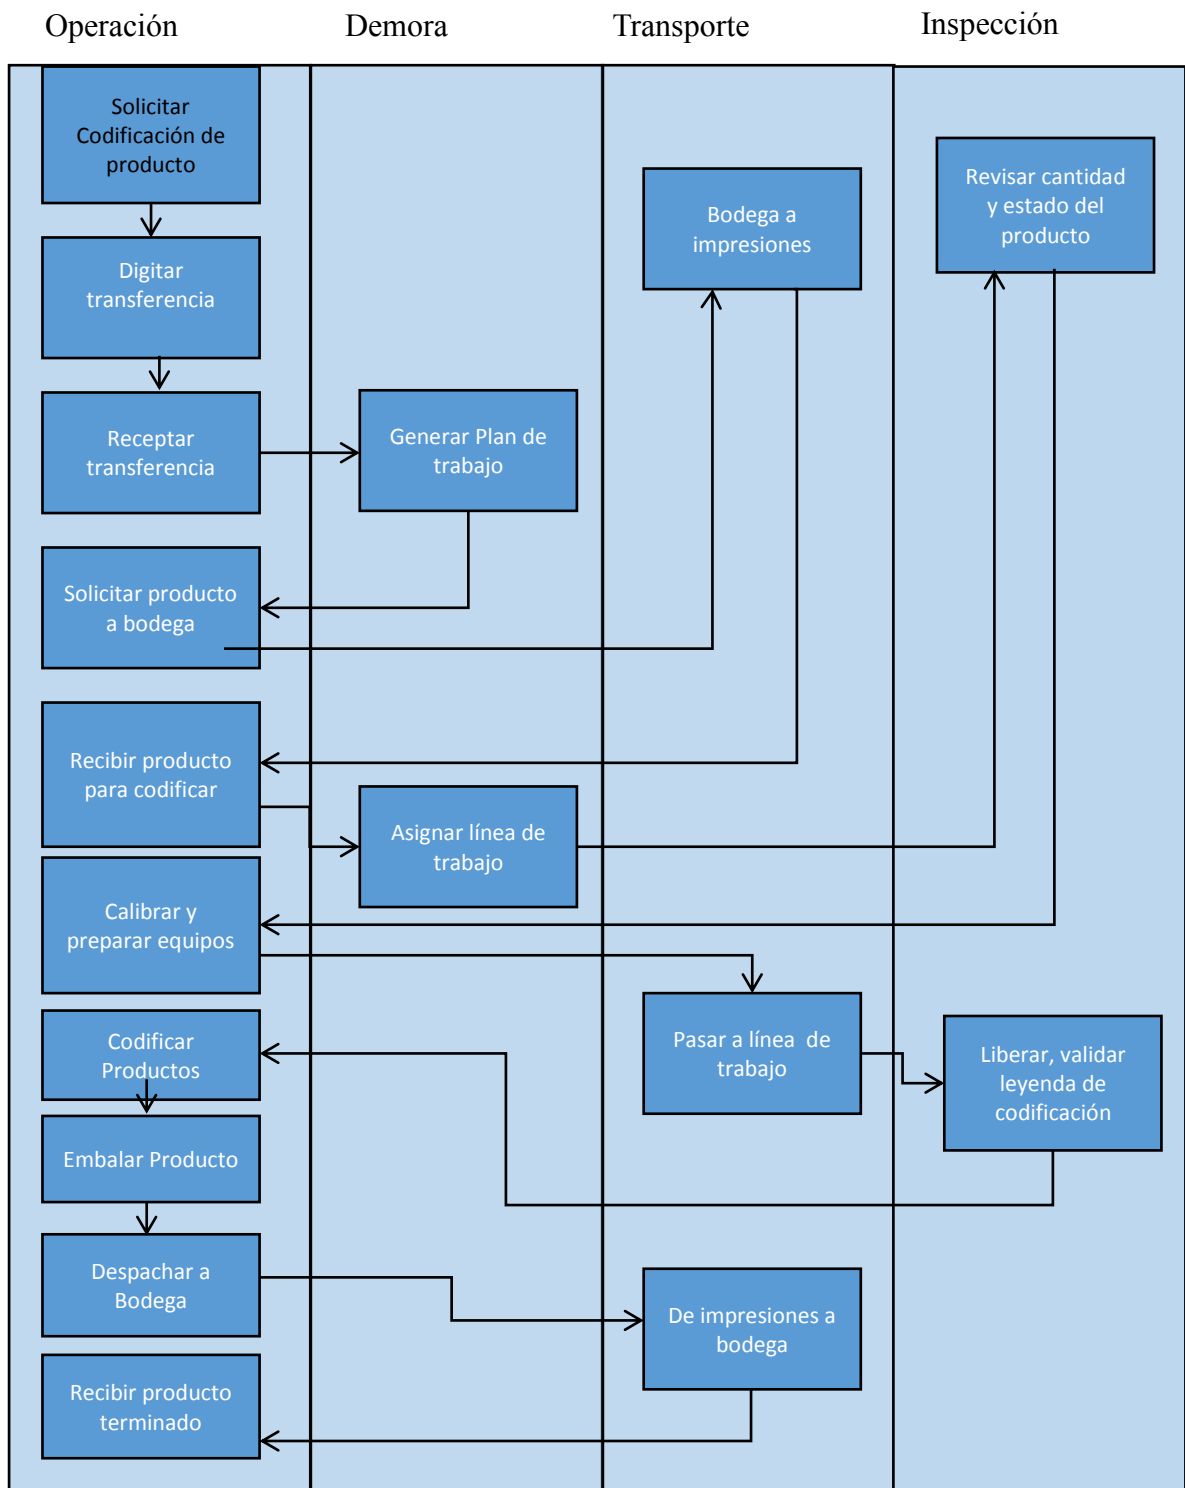 Operación
Demora
Transporte
Inspección
Solicitar
Codificación de
producto
Digitar
transferencia
Receptar
transferencia
Generar Plan de
trabajo
Solicitar producto
a bodega
Bodega a
impresiones
Recibir producto
para codificar
Asignar línea de
trabajo
Revisar cantidad
y estado del
producto
Calibrar y
preparar equipos
Pasar a línea  de
trabajo
Liberar, validar
leyenda de
codificación
Codificar
Productos
Embalar Producto
Despachar a
Bodega
De impresiones a
bodega
Recibir producto
terminado